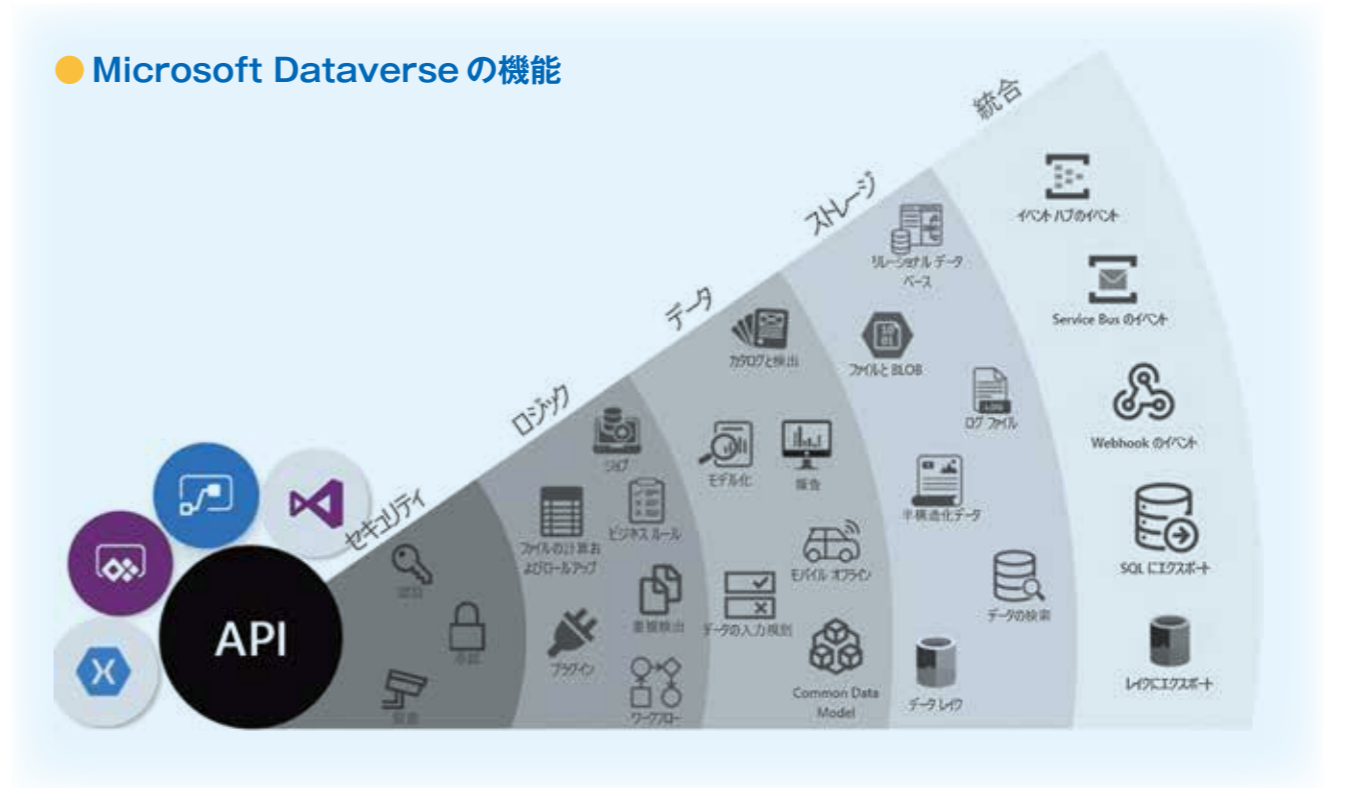 Microsoft Dataverse の機能
統合
イベント ハブのイベント
Service Bus のイベント
Webhook のイベント
SQL にエクスポート
レイクにエクスポート
ストレージ
リレーショナル データ
ベース
ファイルと BLOB
LOG
ログ ファイル
半構造化データ
データの検索
データ レイク
データ
カタログと検出
モデル化
報告
モバイル オフライン
データの入力規則
Common Data
Model
ロジック
ジョブ
ファイルの計算お
よびロールアップ
ビジネス ルール
重複検出
プラグイン
ワークフロー
セキュリティ
認証
承認
監査
API